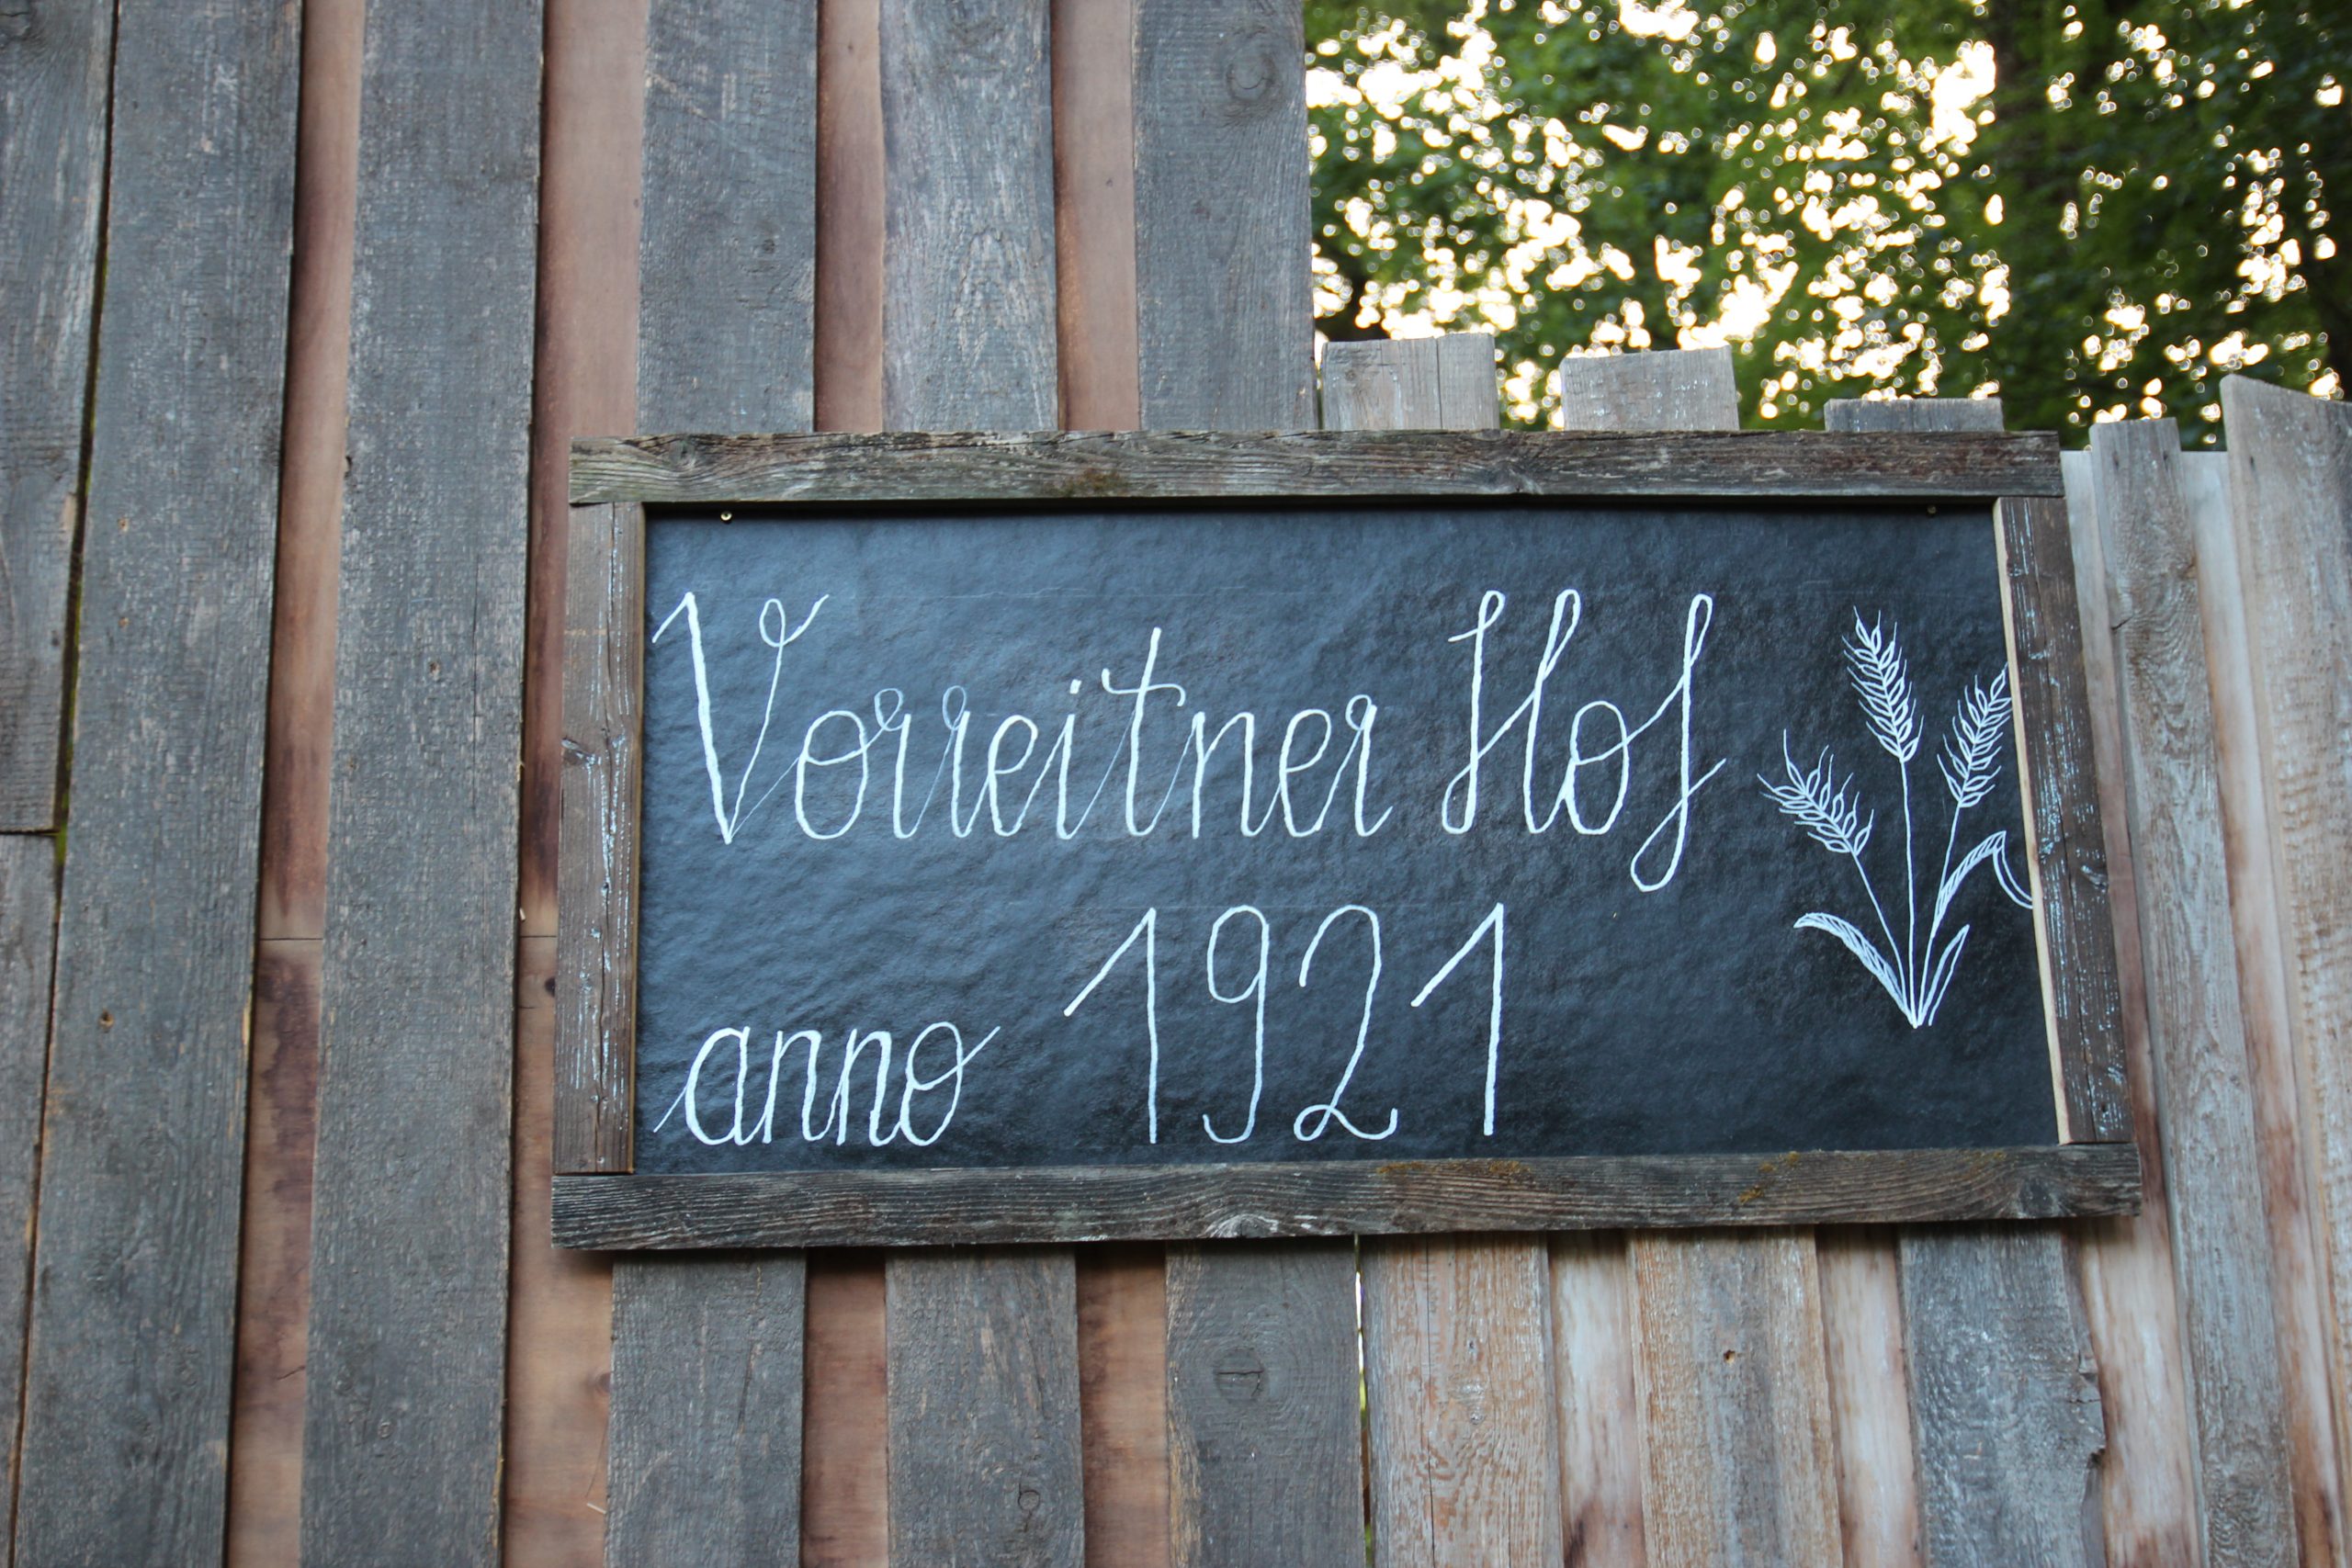 Vorreitner Hof
anno 1921